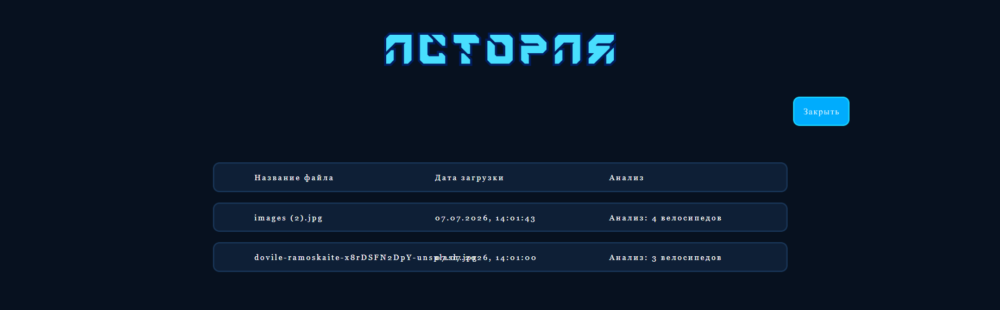 ИСТОРИЯ
Закрыть
Название файла Дата загрузки Анализ
images (2).jpg 07.07.2026, 14:01:43 Анализ: 4 велосипедов
dovile-ramoskaite-x8rDSFN2DpY-unsplash.jpg 07.07.2026, 14:01:00 Анализ: 3 велосипедов